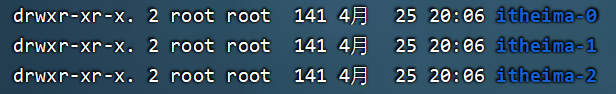 drwxr-xr-x. 2 root root  141 4月  25 20:06 itheima-0
drwxr-xr-x. 2 root root  141 4月  25 20:06 itheima-1
drwxr-xr-x. 2 root root  141 4月  25 20:06 itheima-2